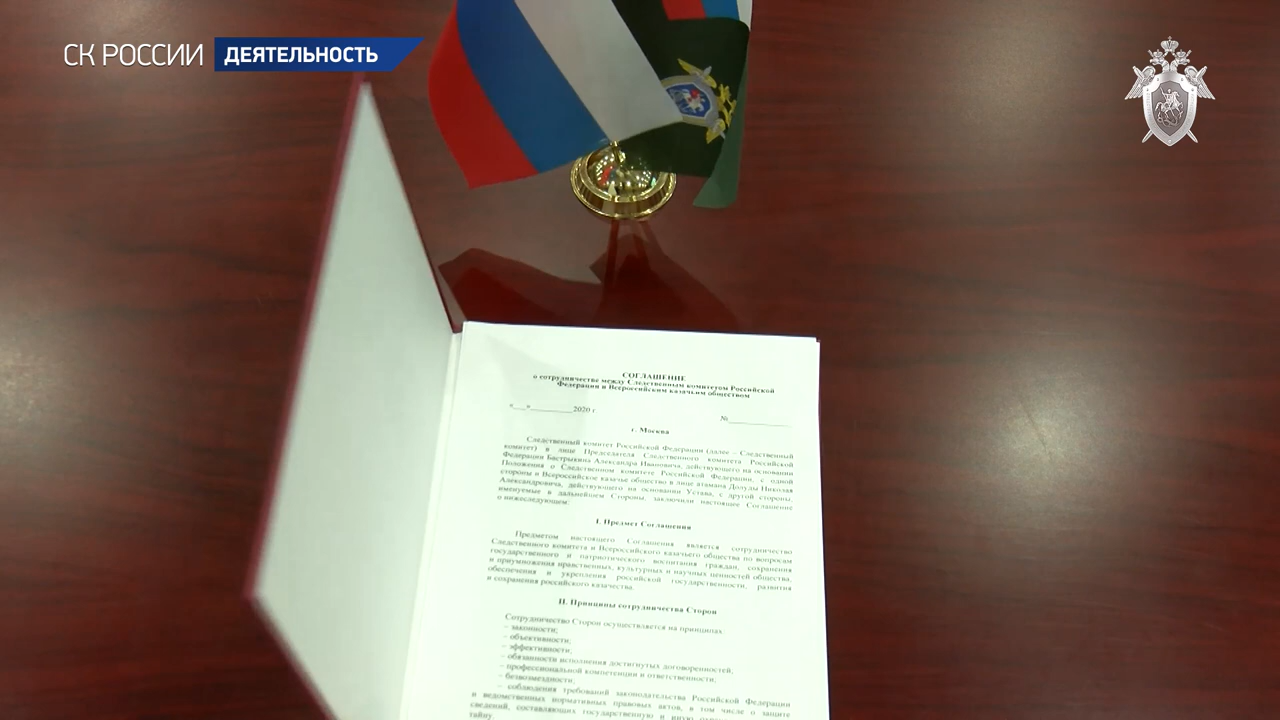 СК РОССИИ ДЕЯТЕЛЬНОСТЬ
СОГЛАШЕНИЕ
о сотрудничестве между Следственным комитетом Российской
Федерации и Всероссийским казачьим обществом
«___»__________2020 г
№______________
г. Москва
Следственный комитет Российской Федерации (далее – Следственный
комитет) в лице Председателя Следственного комитета Российской
Федерации Бастрыкина Александра Ивановича, действующего на основании
Положения о Следственном комитете Российской Федерации, с одной
стороны и Всероссийское казачье общество в лице атамана Долуды Николая
Александровича, действующего на основании Устава, с другой стороны,
именуемые в дальнейшем Стороны, заключили настоящее Соглашение
о нижеследующем:
I. Предмет Соглашения
Предметом настоящего Соглашения является сотрудничество
Следственного комитета и Всероссийского казачьего общества по вопросам
государственного и патриотического воспитания граждан, сохранения
и приумножения нравственных, культурных и научных ценностей общества,
обеспечения и укрепления российской государственности, развития
и сохранения российского казачества.
II. Принципы сотрудничества Сторон
Сотрудничество Сторон осуществляется на принципах:
– законности;
– объективности;
– эффективности;
– обязанности исполнения достигнутых договоренностей;
– профессиональной компетенции и ответственности;
– безвозмездности;
– соблюдения требований законодательства Российской Федерации
и ведомственных нормативных правовых актов, в том числе о защите
сведений, составляющих государственную и иную
тайну.